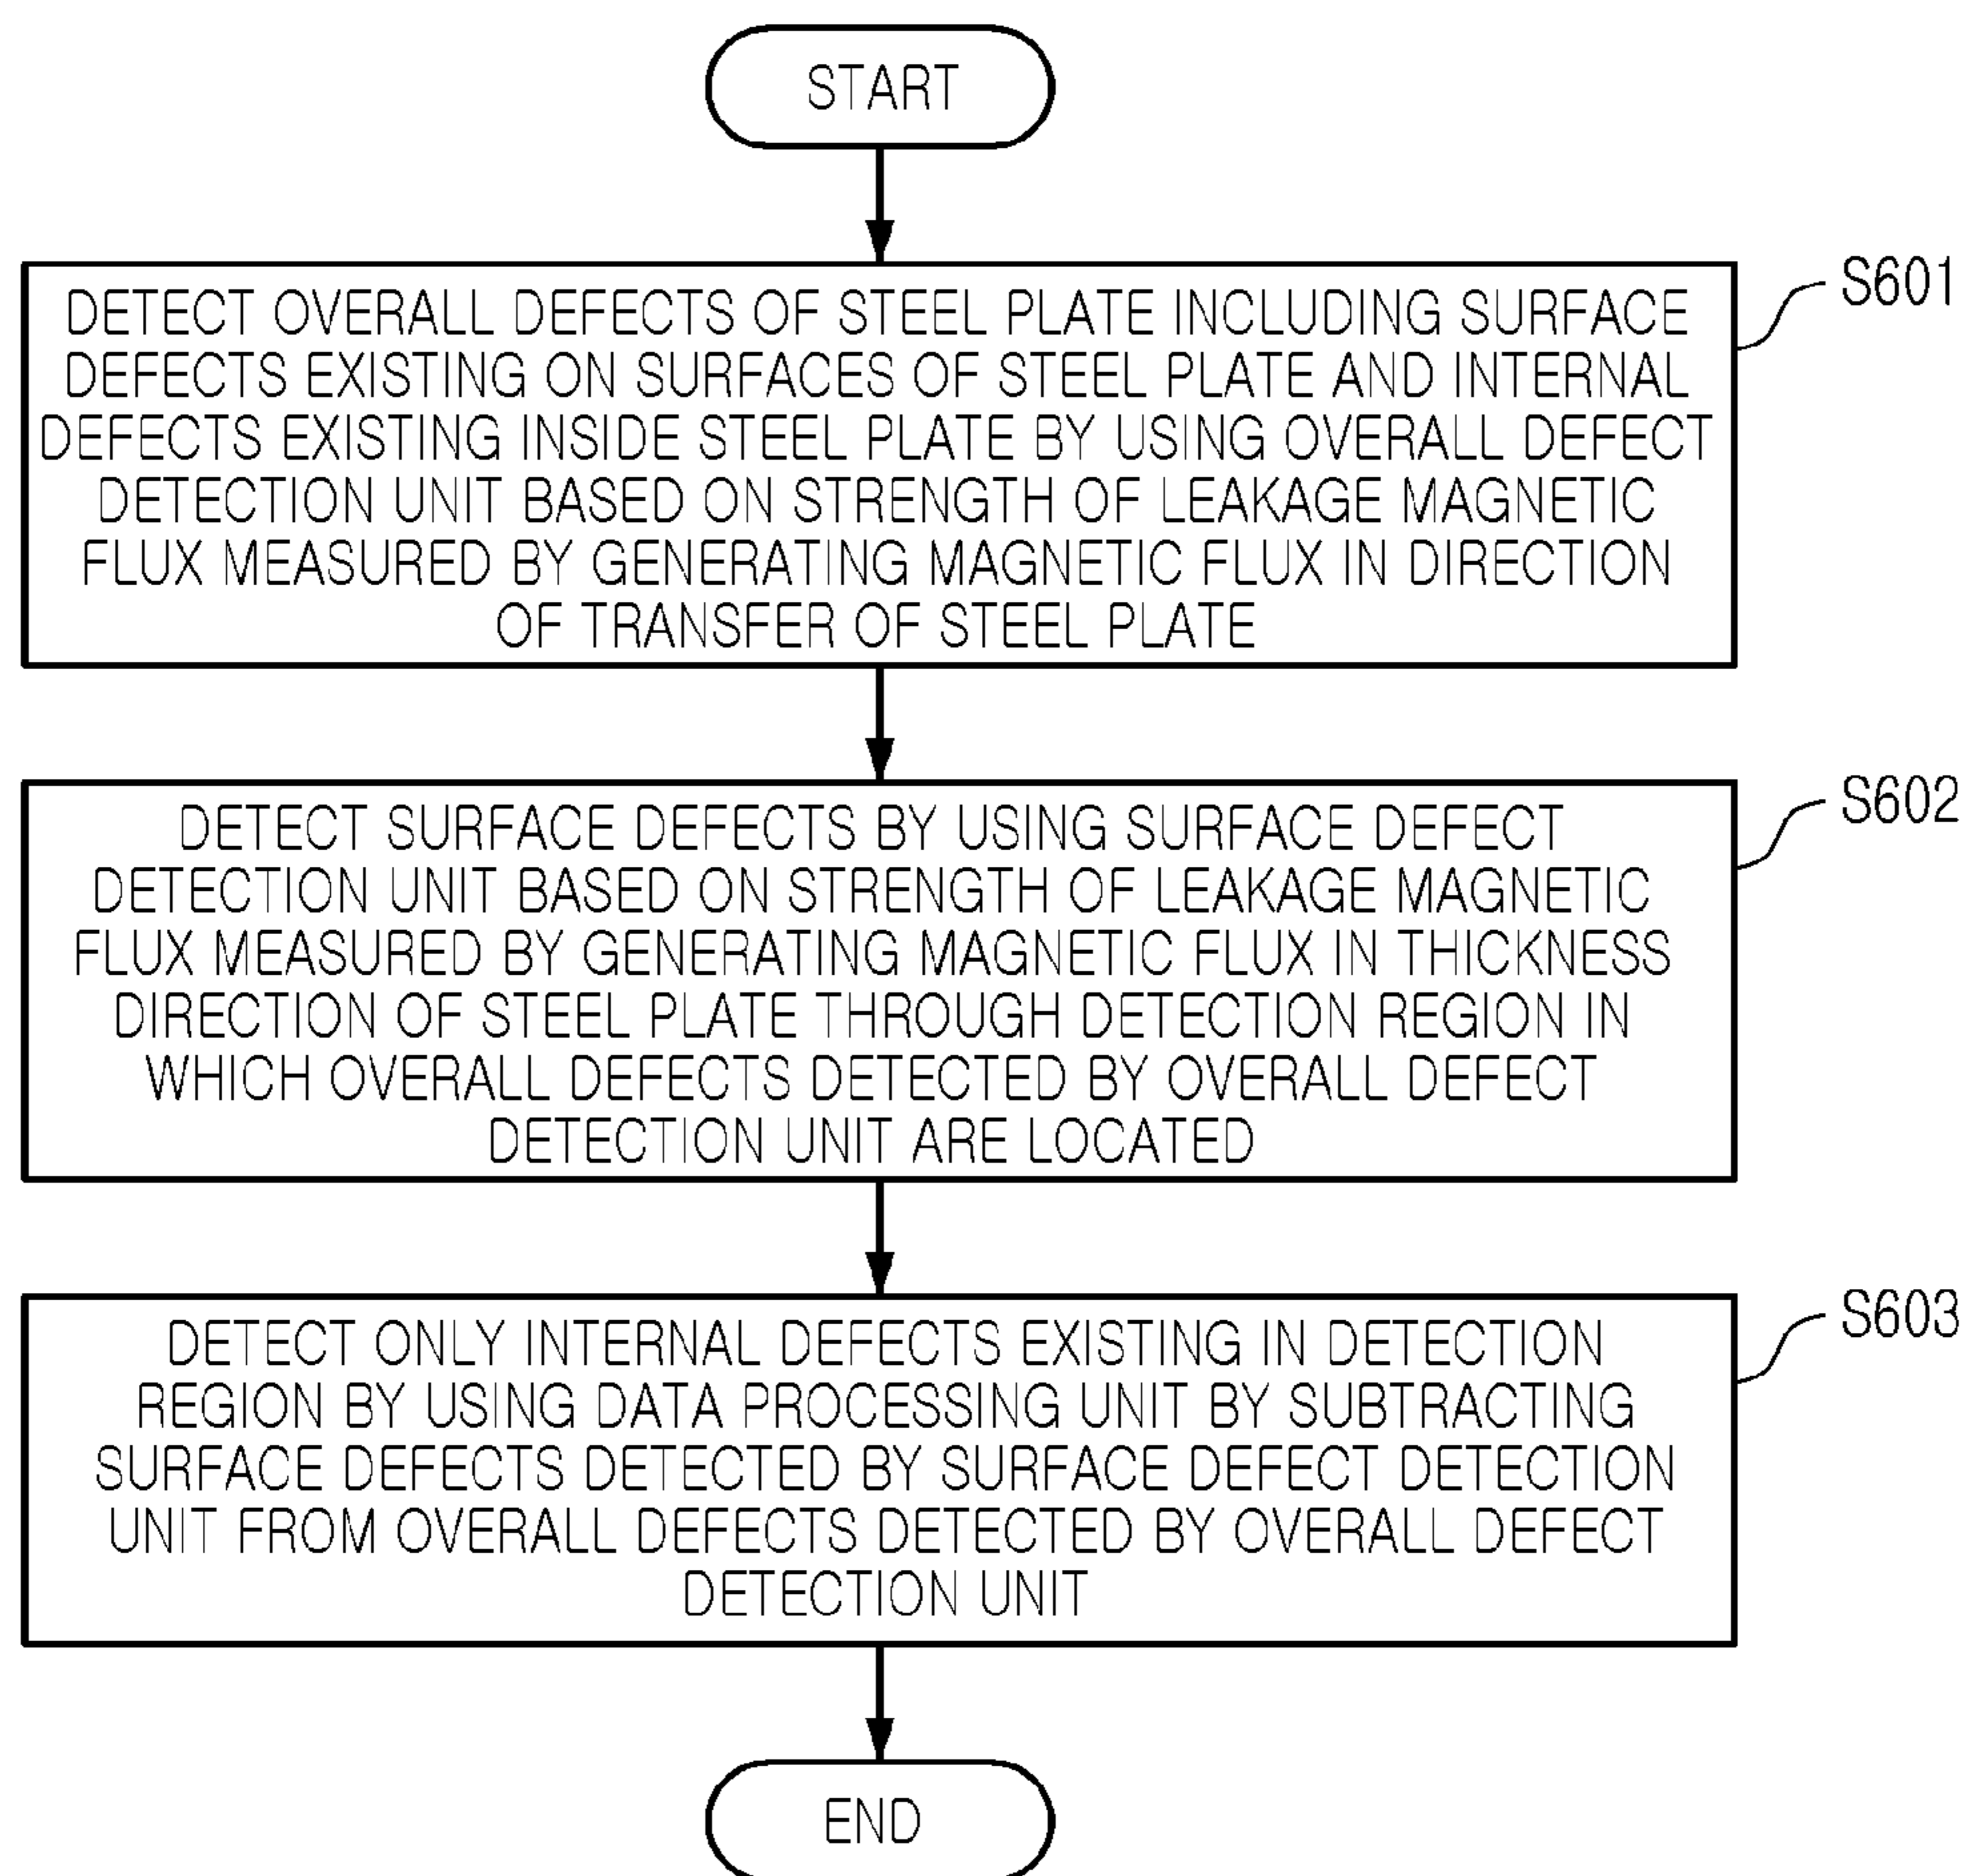 START
S601
DETECT OVERALL DEFECTS OF STEEL PLATE INCLUDING SURFACE
DEFECTS EXISTING ON SURFACES OF STEEL PLATE AND INTERNAL
DEFECTS EXISTING INSIDE STEEL PLATE BY USING OVERALL DEFECT
DETECTION UNIT BASED ON STRENGTH OF LEAKAGE MAGNETIC
FLUX MEASURED BY GENERATING MAGNETIC FLUX IN DIRECTION
OF TRANSFER OF STEEL PLATE
S602
DETECT SURFACE DEFECTS BY USING SURFACE DEFECT
DETECTION UNIT BASED ON STRENGTH OF LEAKAGE MAGNETIC
FLUX MEASURED BY GENERATING MAGNETIC FLUX IN THICKNESS
DIRECTION OF STEEL PLATE THROUGH DETECTION REGION IN
WHICH OVERALL DEFECTS DETECTED BY OVERALL DEFECT
DETECTION UNIT ARE LOCATED
S603
DETECT ONLY INTERNAL DEFECTS EXISTING IN DETECTION
REGION BY USING DATA PROCESSING UNIT BY SUBTRACTING
SURFACE DEFECTS DETECTED BY SURFACE DEFECT DETECTION
UNIT FROM OVERALL DEFECTS DETECTED BY OVERALL DEFECT
DETECTION UNIT
END